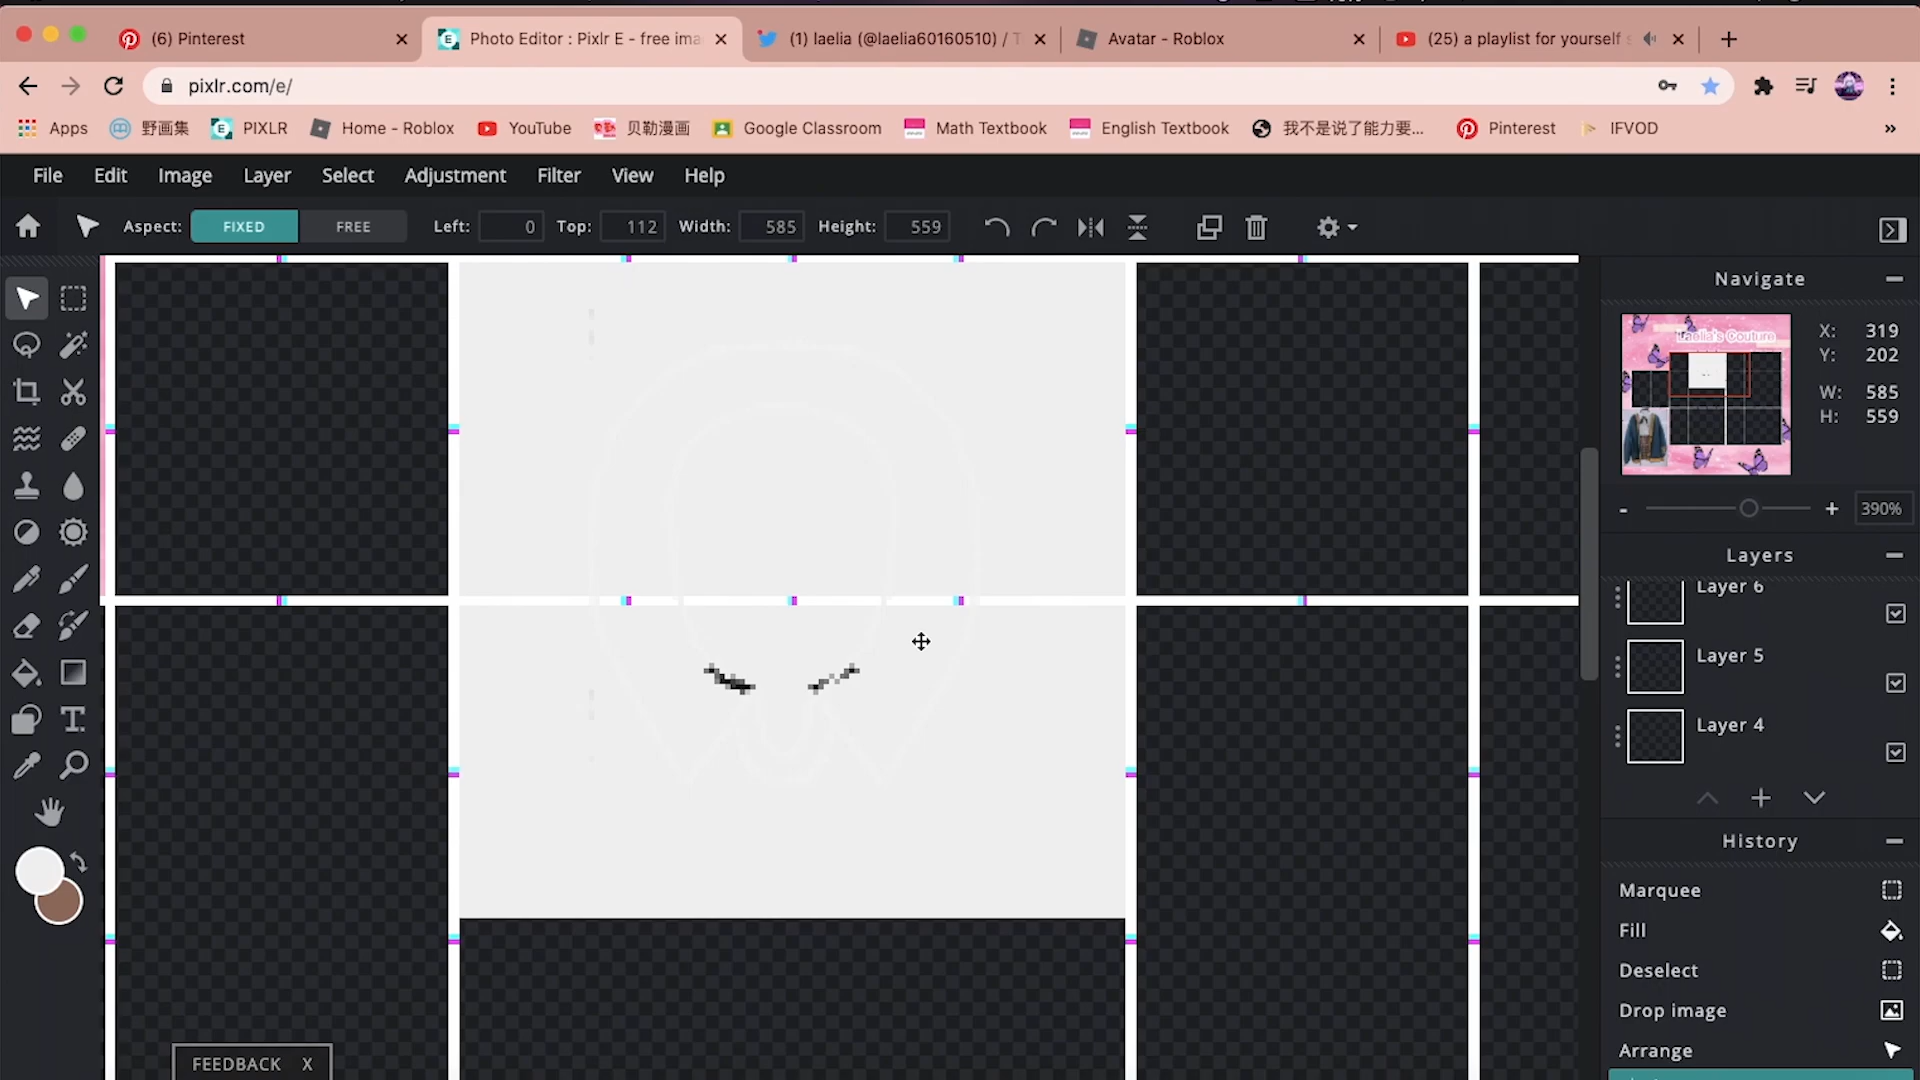 (6) Pinterest
Photo Editor : Pixlr E - free ima
(1) laelia (@laelia60160510) / T
Avatar - Roblox
(25) a playlist for yourself s
pixlr.com/e/
Apps
野画集
PIXLR
Home - Roblox
YouTube
贝勒漫画
Google Classroom
Math Textbook
English Textbook
我不是说了能力要...
Pinterest
IFVOD
»
File
Edit
Image
Layer
Select
Adjustment
Filter
View
Help
Aspect:
FIXED
FREE
Left: 0
Top: 112
Width: 585
Height: 559
Navigate
Laelia's Couture
X: 319
Y: 202
W: 585
H: 559
- + 390%
Layers
Layer 6
Layer 5
Layer 4
History
Marquee
Fill
Deselect
Drop image
Arrange
FEEDBACK X